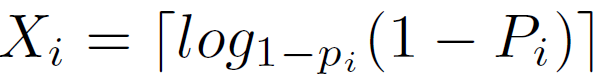 X_i = ⌈log_{1−p_i}(1 − P_i)⌉